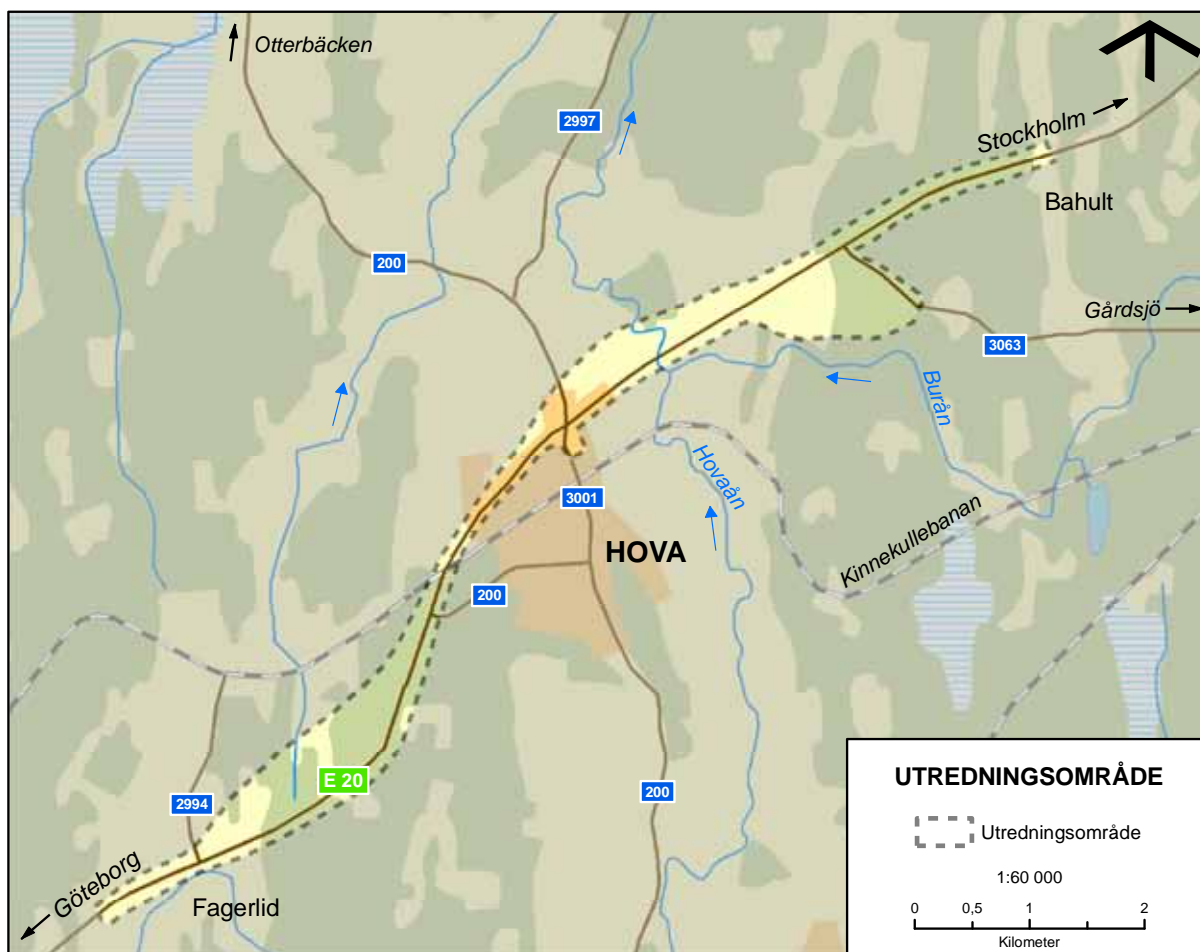 Otterbäcken
2997
Stockholm
Bahult
200
Gårdsjö
3063
Burån
Hovaån
3001
Kinnekullebanan
HOVA
200
E 20
2994
200
Göteborg
Fagerlid
UTREDNINGSOMRÅDE
Utredningsområde
1:60 000
0 0,5 1 2
Kilometer